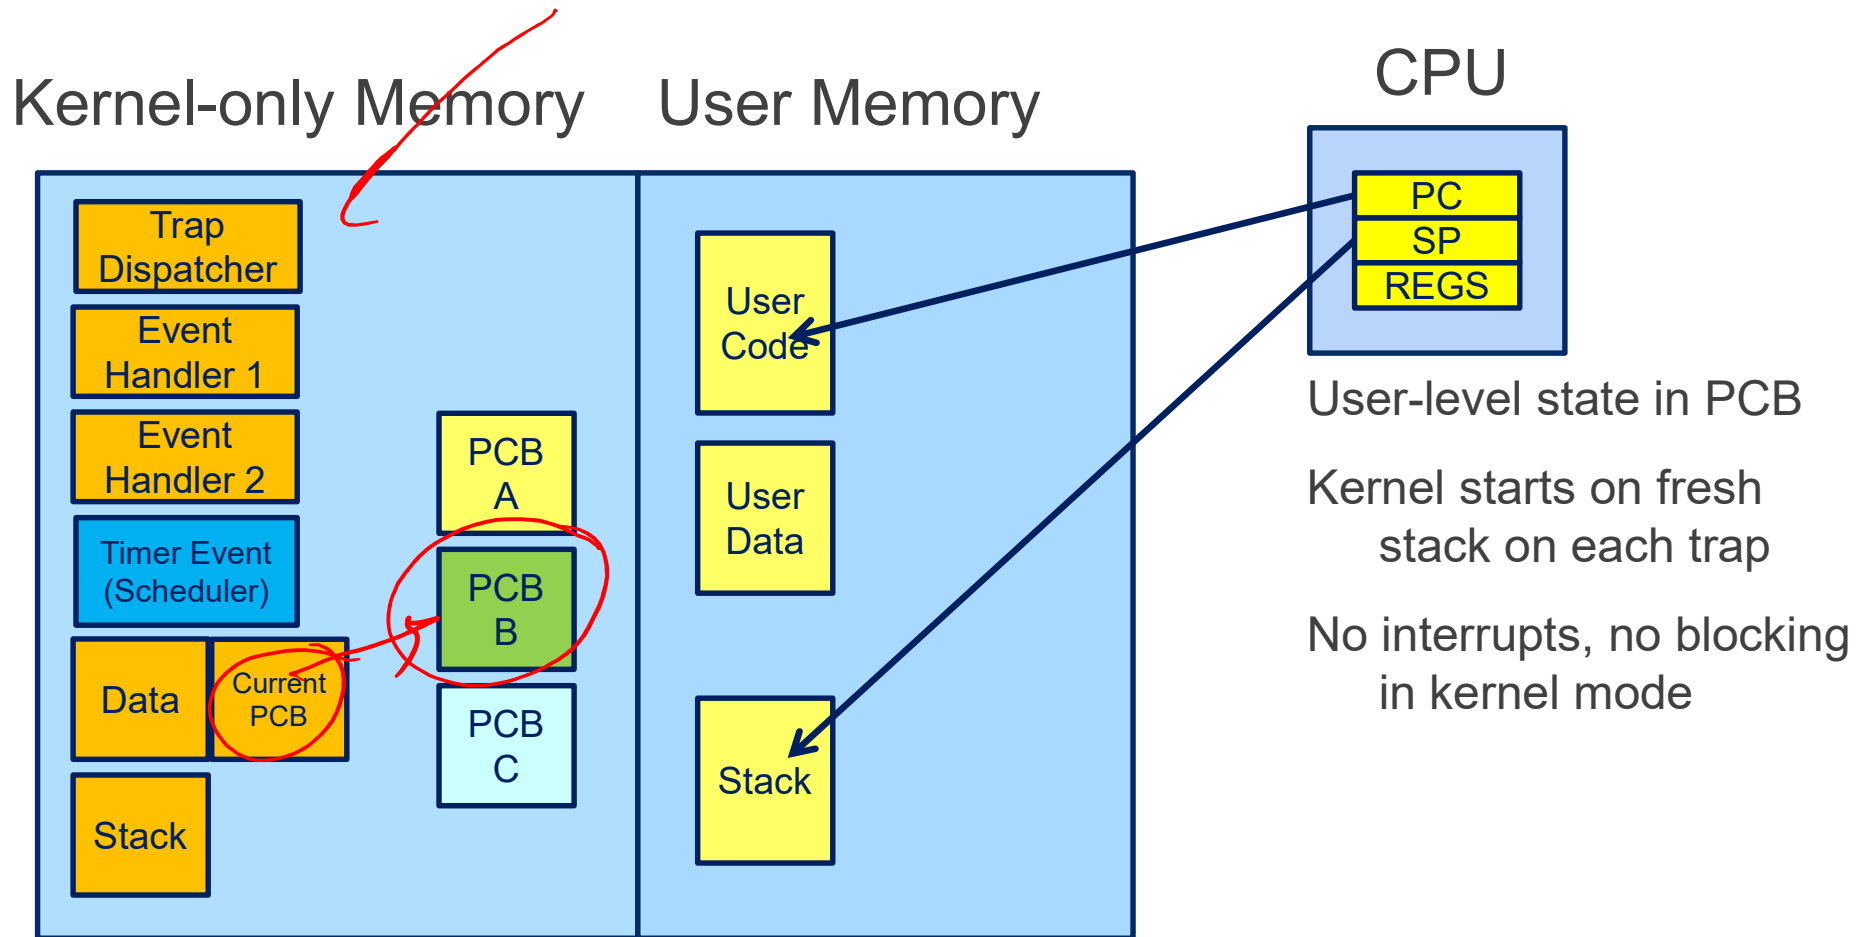 Kernel-only Memory
User Memory
CPU
Trap
Dispatcher
Event
Handler 1
Event
Handler 2
Timer Event
(Scheduler)
Data
Current
PCB
Stack
PCB
A
PCB
B
PCB
C
User
Code
User
Data
Stack
PC
SP
REGS
User-level state in PCB
Kernel starts on fresh
stack on each trap
No interrupts, no blocking
in kernel mode